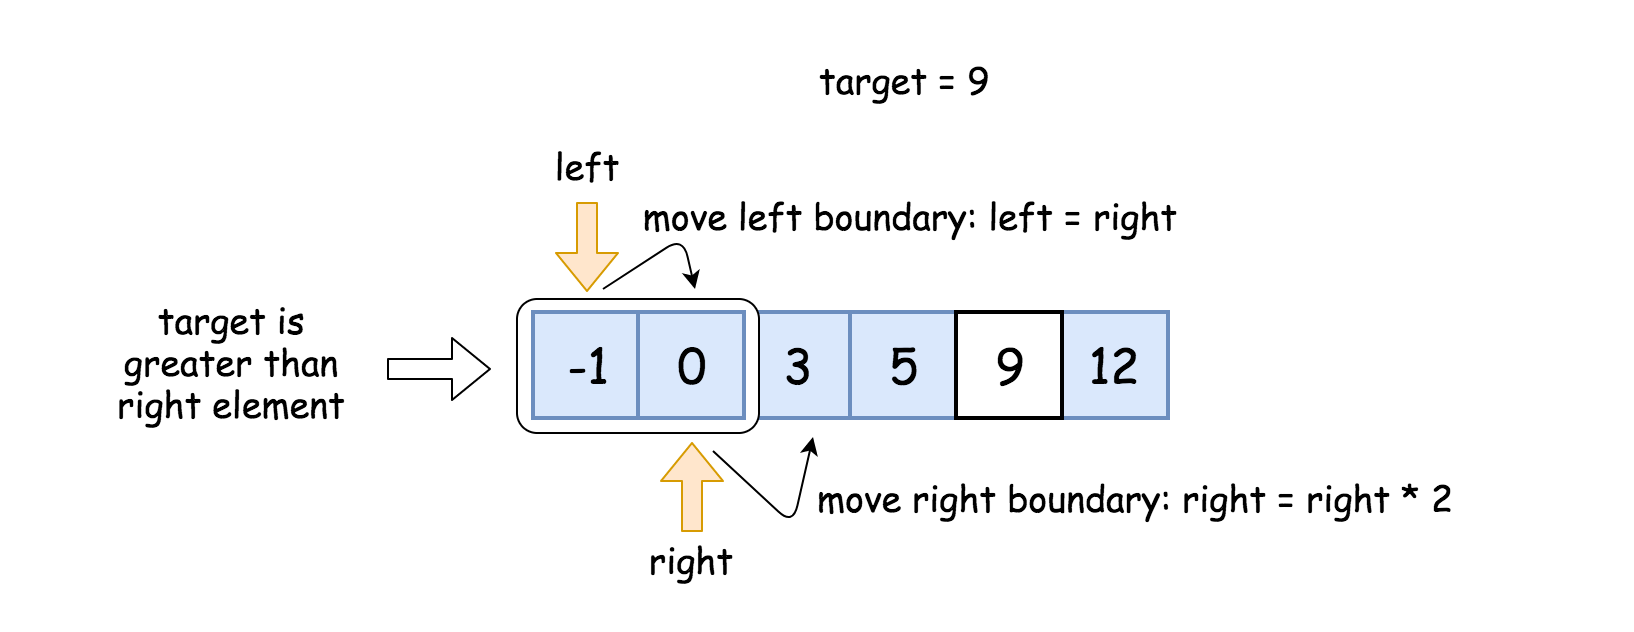 target = 9
left
move left boundary: left = right
target is
greater than
right element
-1 0 3 5 9 12
move right boundary: right = right * 2
right